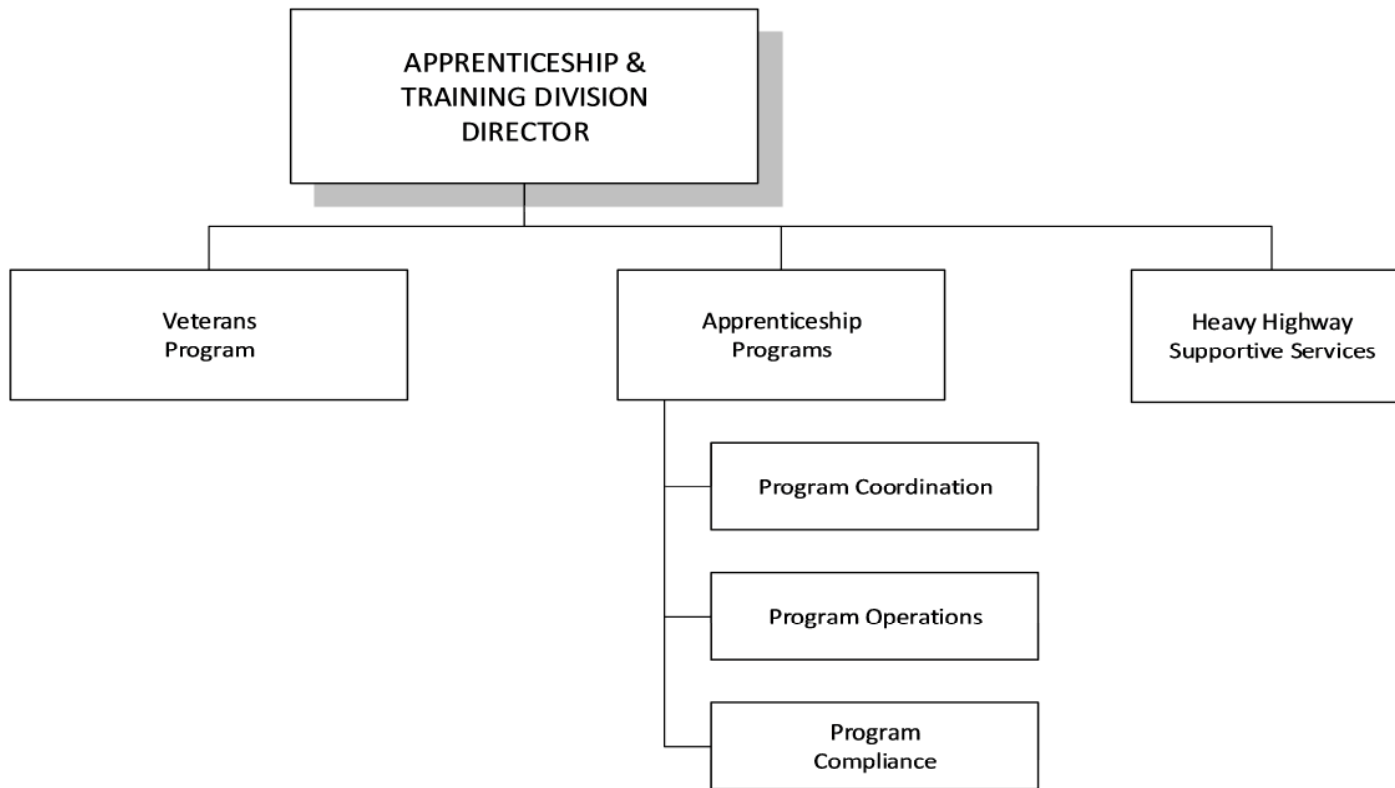 APPRENTICESHIP &
TRAINING DIVISION
DIRECTOR
Veterans
Program
Apprenticeship
Programs
Heavy Highway
Supportive Services
Program Coordination
Program Operations
Program
Compliance